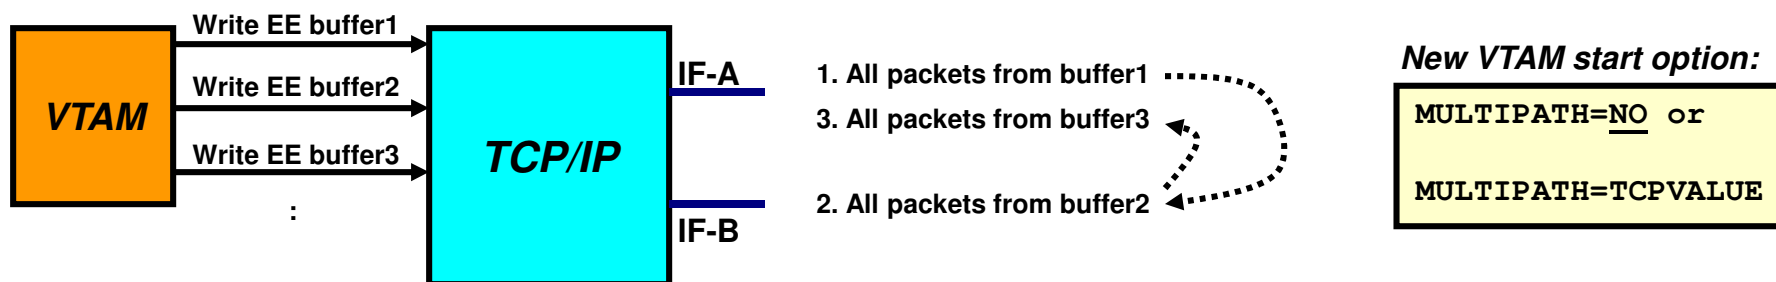 VTAM
Write EE buffer1
Write EE buffer2
Write EE buffer3
:
TCP/IP
IF-A
IF-B
1. All packets from buffer1
3. All packets from buffer3
2. All packets from buffer2
New VTAM start option:
MULTIPATH=NO or
MULTIPATH=TCPVALUE